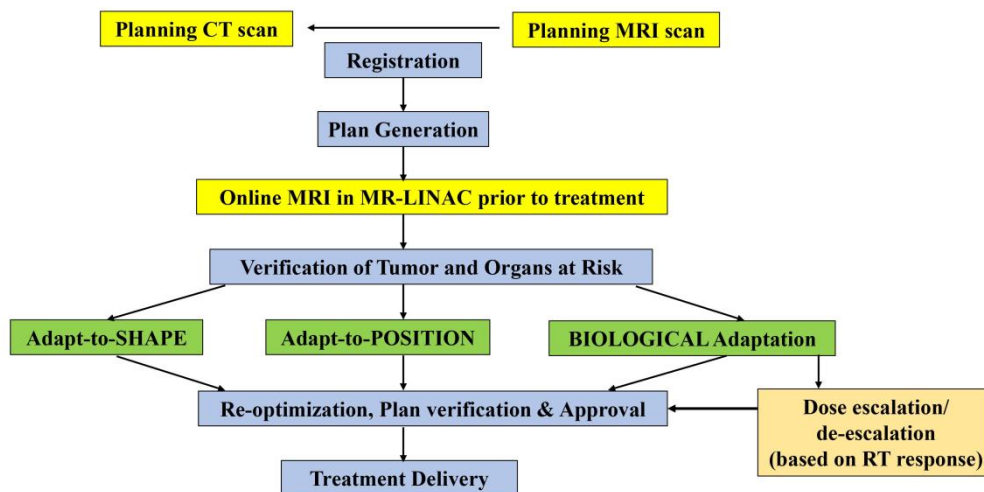 Planning CT scan
Planning MRI scan
Registration
Plan Generation
Online MRI in MR-LINAC prior to treatment
Verification of Tumor and Organs at Risk
Adapt-to-SHAPE
Adapt-to-POSITION
BIOLOGICAL Adaptation
Re-optimization, Plan verification & Approval
Dose escalation/
de-escalation
(based on RT response)
Treatment Delivery